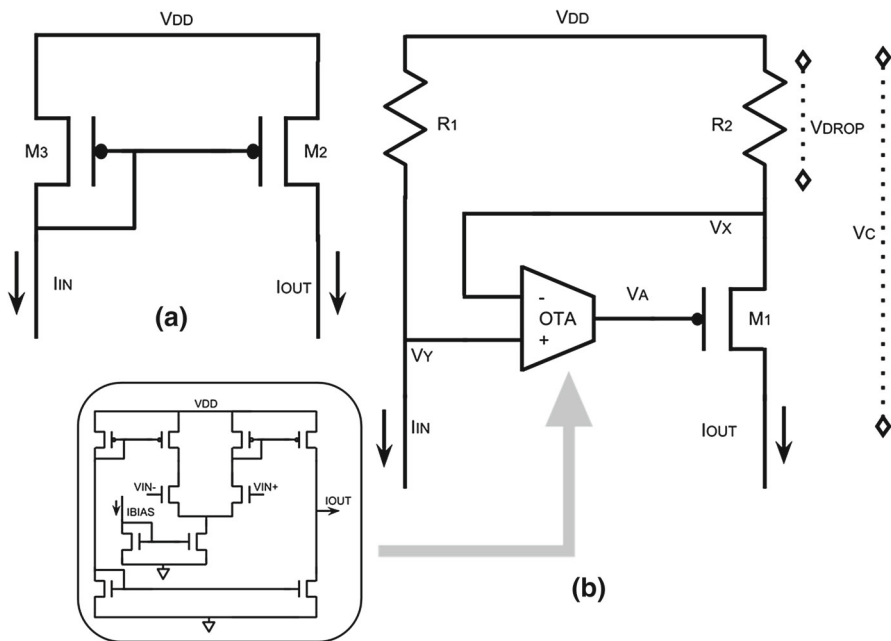 VDD
M3
M2
IIN
IOUT
(a)
VDD
R1
R2
VDROP
VX
VC
-
OTA
+
VA
M1
VY
IIN
IOUT
(b)
VDD
VIN-
VIN+
IBIAS
IOUT